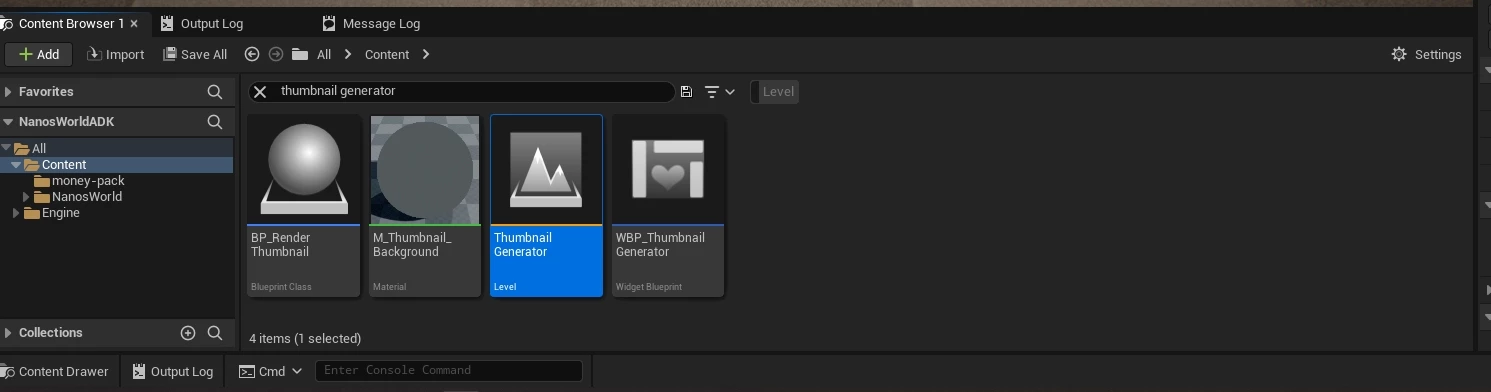 Content Browser 1 Output Log Message Log
Add Import Save All All Content Settings
Favorites thumbnail generator Level
NanosWorldADK
All
Content
money-pack
NanosWorld
Engine
BP_Render
Thumbnail
Blueprint Class
M_Thumbnail_
Background
Material
Thumbnail
Generator
Level
WBP_Thumbnail
Generator
Widget Blueprint
Collections 4 items (1 selected)
Content Drawer Output Log Cmd Enter Console Command